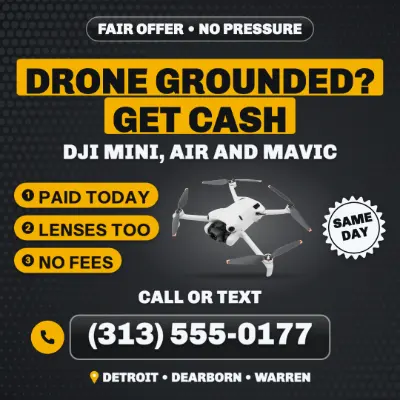 FAIR OFFER • NO PRESSURE
DRONE GROUNDED?
GET CASH
DJI MINI, AIR AND MAVIC
1 PAID TODAY
2 LENSES TOO
3 NO FEES
SAME
DAY
CALL OR TEXT
(313) 555-0177
DETROIT • DEARBORN • WARREN